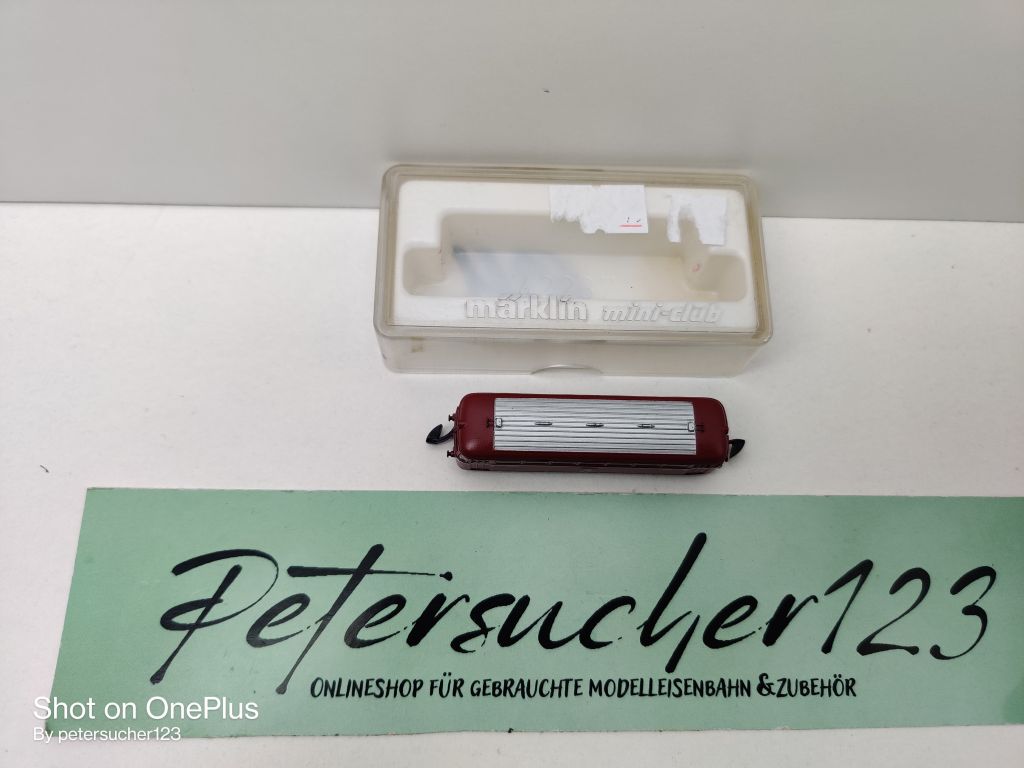 märklin mini-club
Petersucher123
ONLINESHOP FÜR GEBRAUCHTE MODELLEISENBAHN & ZUBEHÖR
Shot on OnePlus
By petersucher123